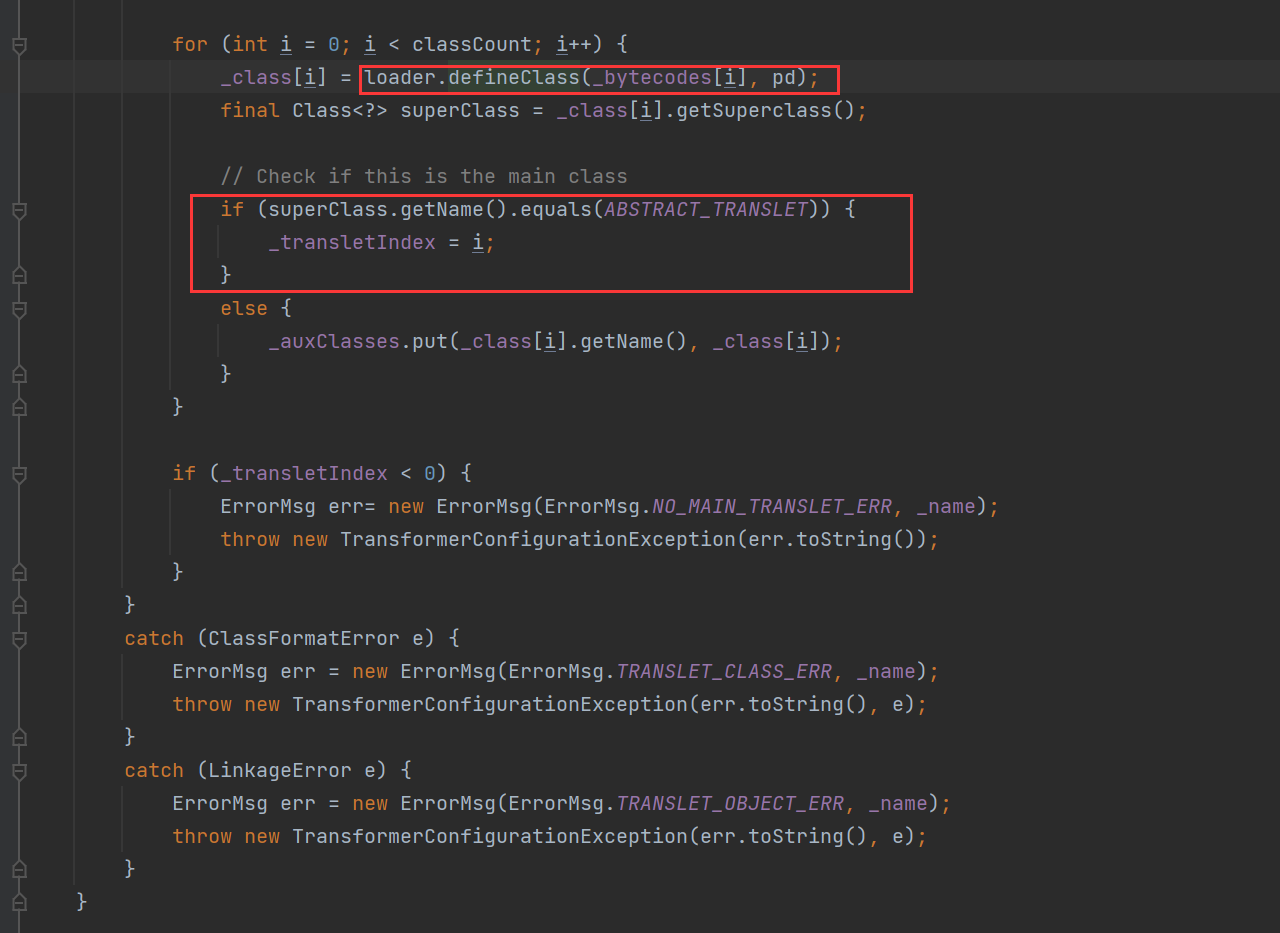 for (int i = 0; i < classCount; i++) {
_class[i] = loader.defineClass(_bytecodes[i], pd);
final Class<?> superClass = _class[i].getSuperclass();
// Check if this is the main class
if (superClass.getName().equals(ABSTRACT_TRANSLET)) {
_transletIndex = i;
}
else {
_auxClasses.put(_class[i].getName(), _class[i]);
}
}
if (_transletIndex < 0) {
ErrorMsg err= new ErrorMsg(ErrorMsg.NO_MAIN_TRANSLET_ERR, _name);
throw new TransformerConfigurationException(err.toString());
}
}
catch (ClassFormatError e) {
ErrorMsg err = new ErrorMsg(ErrorMsg.TRANSLET_CLASS_ERR, _name);
throw new TransformerConfigurationException(err.toString(), e);
}
catch (LinkageError e) {
ErrorMsg err = new ErrorMsg(ErrorMsg.TRANSLET_OBJECT_ERR, _name);
throw new TransformerConfigurationException(err.toString(), e);
}
}